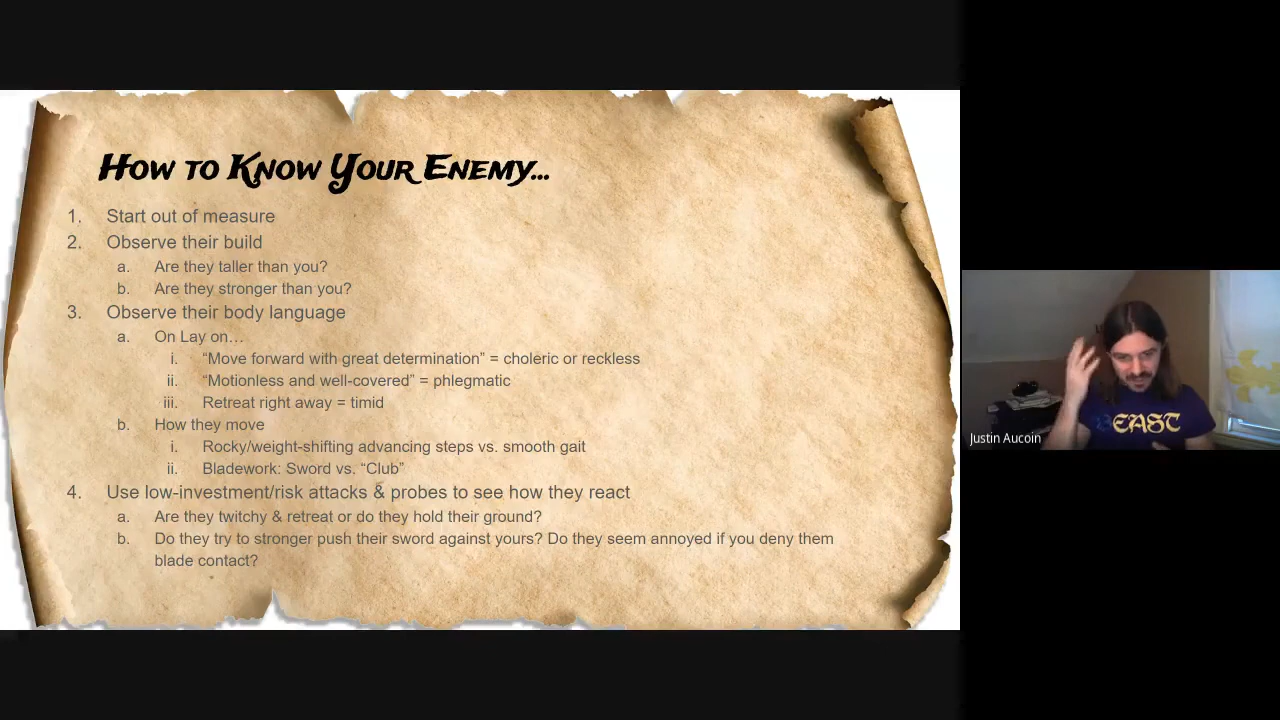 How to Know Your Enemy...
1. Start out of measure
2. Observe their build
a. Are they taller than you?
b. Are they stronger than you?
3. Observe their body language
a. On Lay on…
i. “Move forward with great determination” = choleric or reckless
ii. “Motionless and well-covered” = phlegmatic
iii. Retreat right away = timid
b. How they move
i. Rocky/weight-shifting advancing steps vs. smooth gait
ii. Bladework: Sword vs. “Club”
4. Use low-investment/risk attacks & probes to see how they react
a. Are they twitchy & retreat or do they hold their ground?
b. Do they try to stronger push their sword against yours? Do they seem annoyed if you deny them
blade contact?
EAST
Justin Aucoin